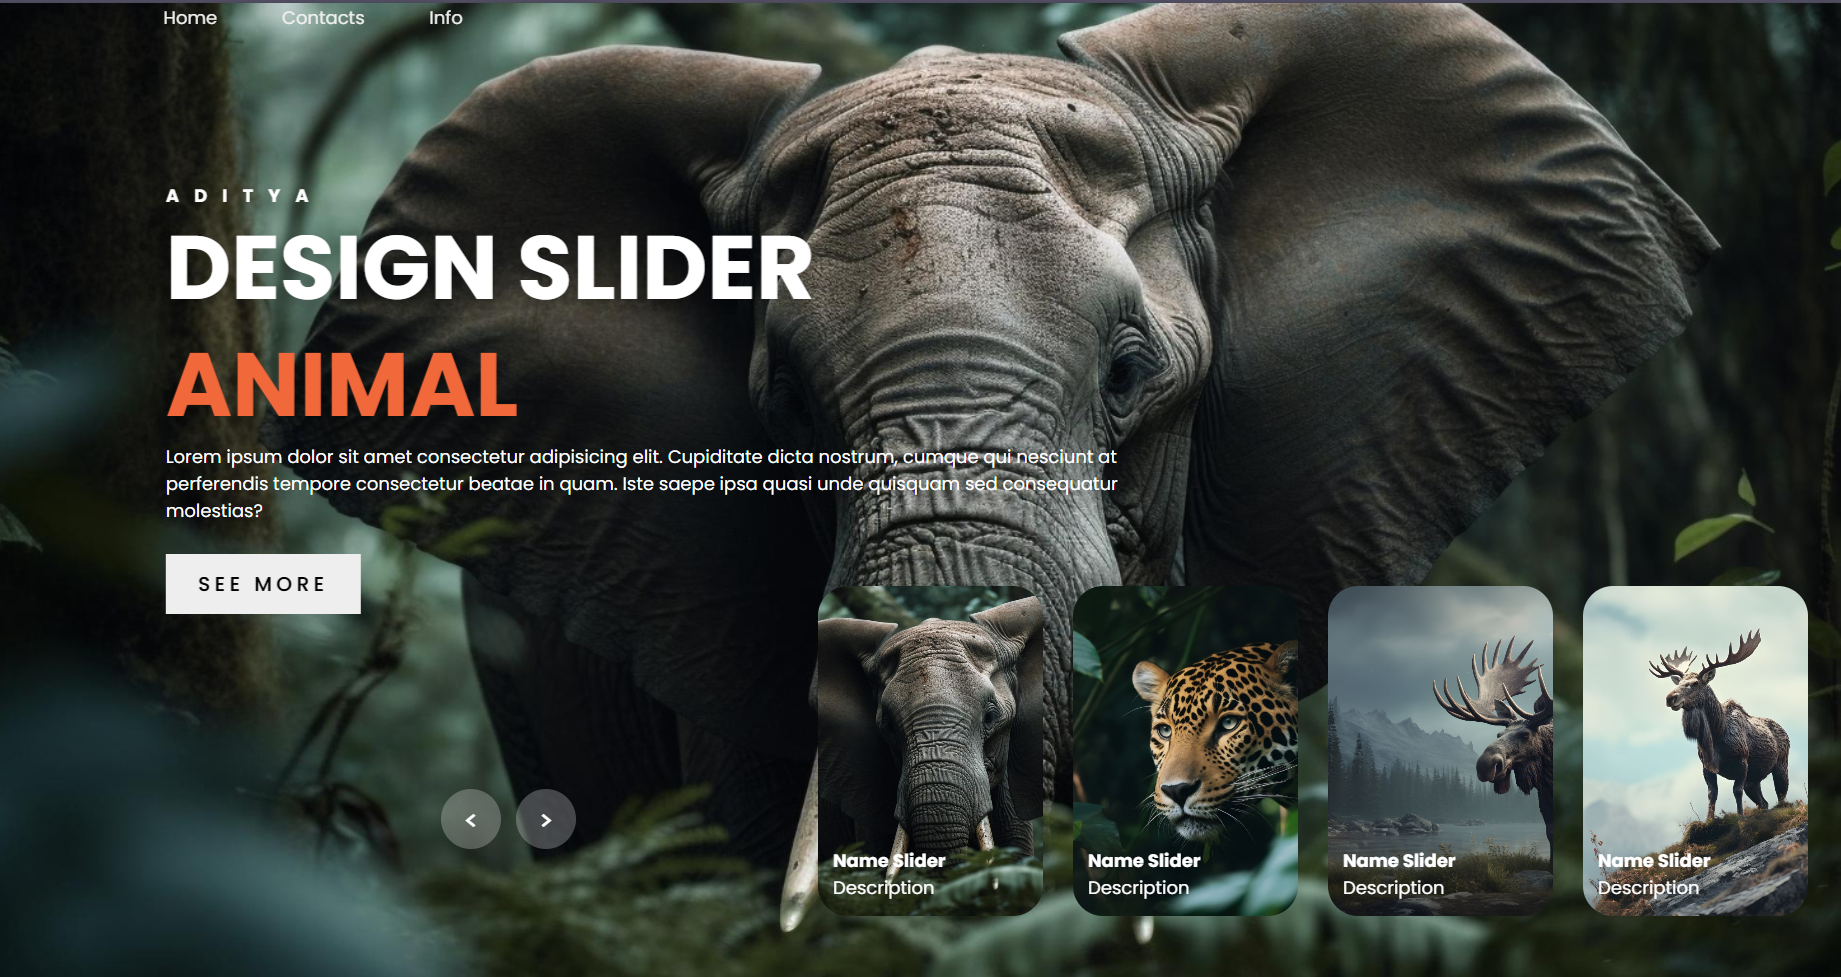 Home Contacts Info
ADITYA
DESIGN SLIDER
ANIMAL
Lorem ipsum dolor sit amet consectetur adipisicing elit. Cupiditate dicta nostrum, cumque qui nesciunt at
perferendis tempore consectetur beatae in quam. Iste saepe ipsa quasi unde quisquam sed consequatur
molestias?
SEE MORE
< >
Name Slider
Description
Name Slider
Description
Name Slider
Description
Name Slider
Description